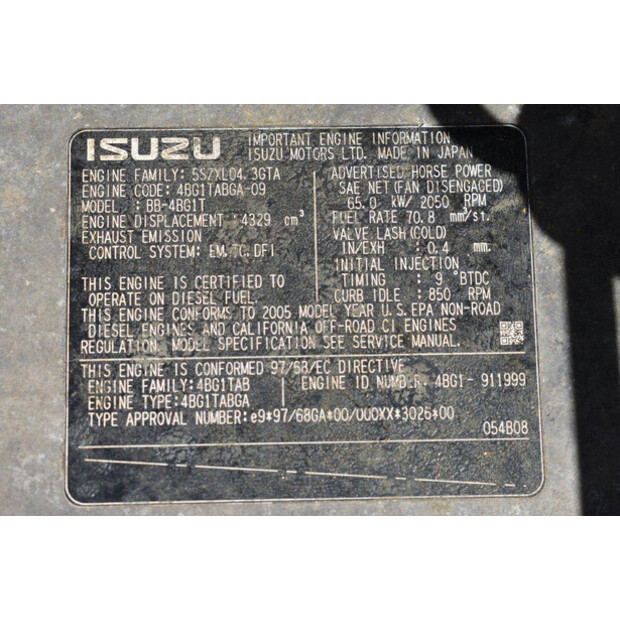 ISUZU
IMPORTANT ENGINE INFORMATION
ISUZU MOTORS LTD. MADE IN JAPAN
ENGINE FAMILY: 5SZXL04.3GTA
ENGINE CODE: 4BG1TABGA-09
MODEL : BB-4BG1T
ENGINE DISPLACEMENT :4329 cm³
EXHAUST EMISSION
CONTROL SYSTEM: EM,TC,DFI
THIS ENGINE IS CERTIFIED TO
OPERATE ON DIESEL FUEL.
ADVERTISED HORSE POWER
SAE NET (FAN DISENGAGED)
65.0 kW/ 2050 RPM
FUEL RATE 70.8 mm³/st.
VALVE LASH (COLD)
IN/EXH : 0.4 mm.
INITIAL INJECTION
TIMING : 9 °BTDC
CURB IDLE : 850 RPM
THIS ENGINE CONFORMS TO 2005 MODEL YEAR U.S.EPA NON-ROAD
DIESEL ENGINES AND CALIFORNIA OFF-ROAD CI ENGINES
REGULATION. MODEL SPECIFICATION SEE SERVICE MANUAL.
THIS ENGINE IS CONFORMED 97/68/EC DIRECTIVE
ENGINE FAMILY:4BG1TAB
ENGINE ID NUMBER. 4BG1- 911999
ENGINE TYPE:4BG1TABGA
TYPE APPROVAL NUMBER:e9*97/68GA*00/000XX*3026*00
054B08